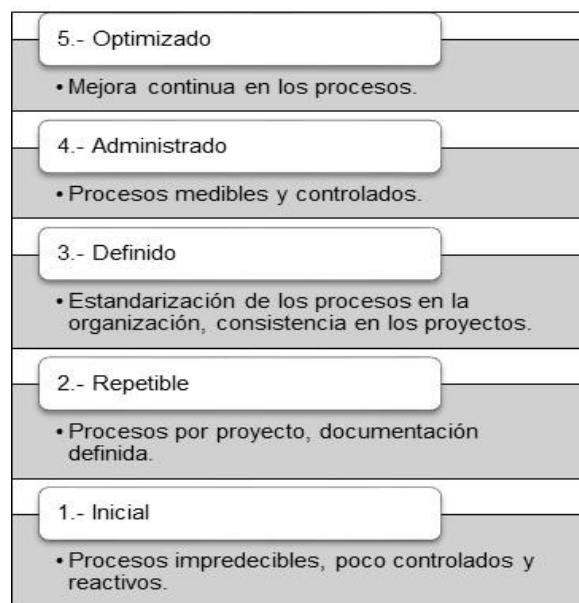 5.- Optimizado
• Mejora continua en los procesos.
4.- Administrado
• Procesos medibles y controlados.
3.- Definido
• Estandarización de los procesos en la
organización, consistencia en los proyectos.
2.- Repetible
• Procesos por proyecto, documentación
definida.
1.- Inicial
• Procesos impredecibles, poco controlados y
reactivos.